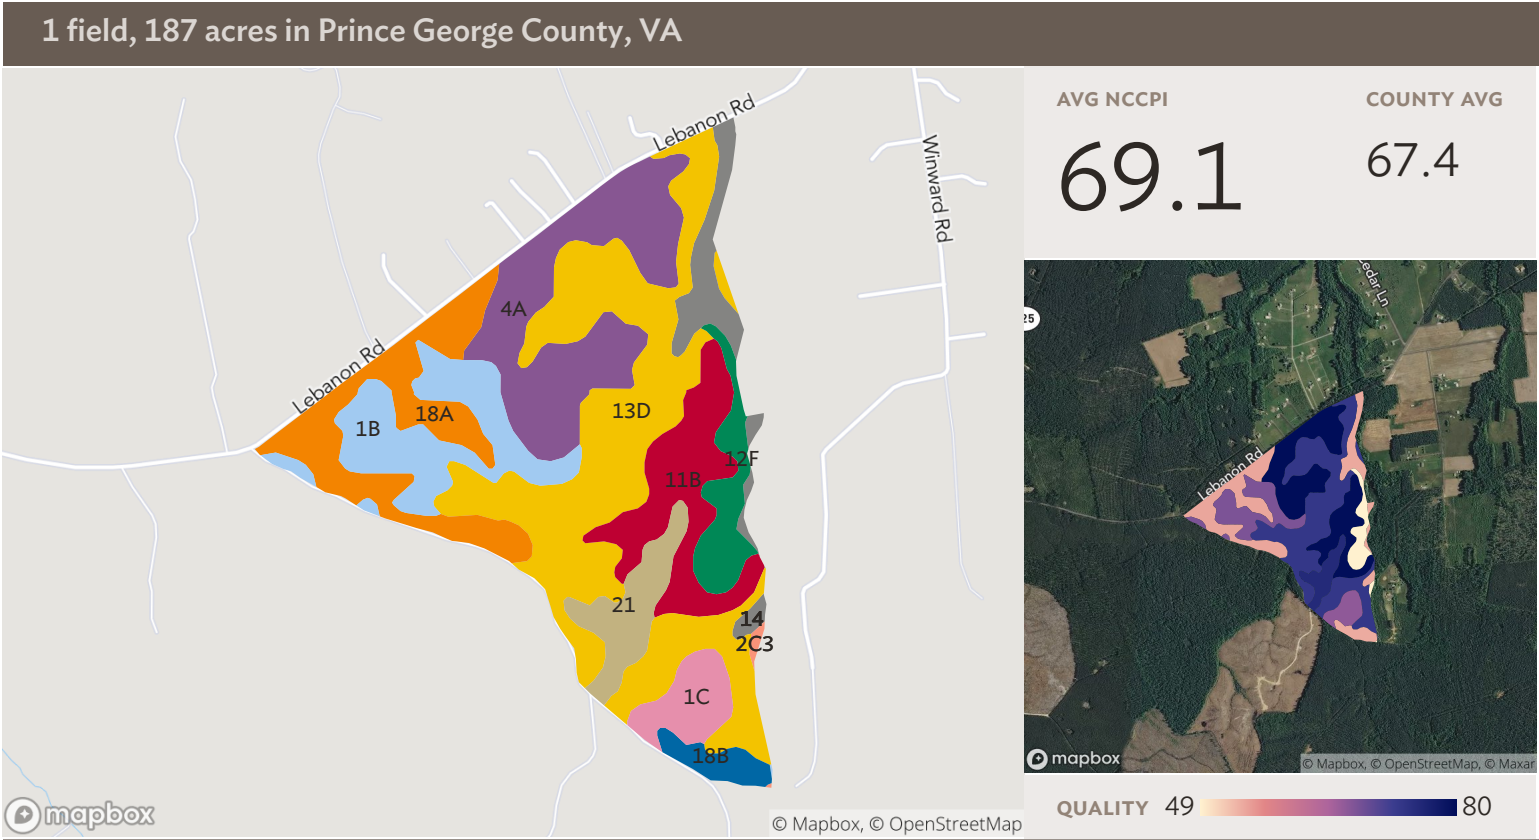 1 field, 187 acres in Prince George County, VA
AVG NCCPI
COUNTY AVG
69.1
67.4
Lebanon Rd
Winward Rd
4A
Lebanon Rd
18A
1B
13D
12F
11B
21
14
2C3
1C
18B
mapbox
© Mapbox, © OpenStreetMap
25
Lebanon Rd
mapbox
© Mapbox, © OpenStreetMap, © Maxar
QUALITY 49 80